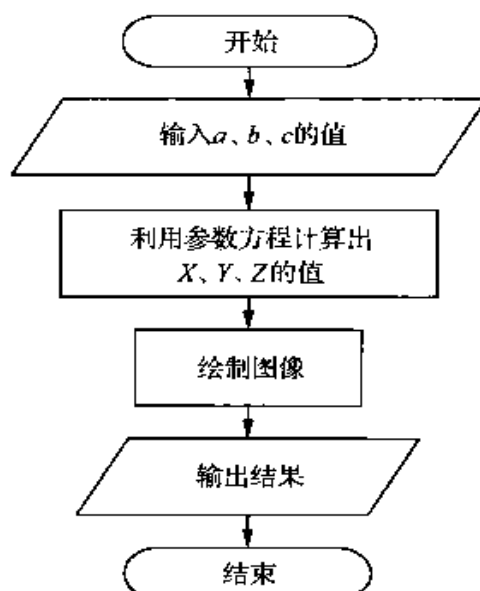 开始
输入a、b、c的值
利用参数方程计算出
X、Y、Z的值
绘制图像
输出结果
结束